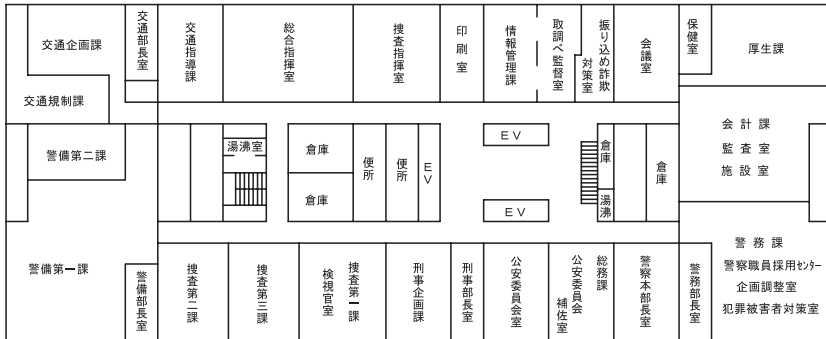 交通企画課
交通部長室
交通指導課
総合指揮室
捜査指揮室
印刷室
情報管理課
取調べ監督室
振り込め詐欺
対策室
会議室
保健室
厚生課
交通規制課
警備第二課
湯沸室
倉庫
倉庫
便所
便所
EV
EV
EV
倉庫
湯沸
倉庫
会計課
監査室
施設室
警備第一課
警備部長室
捜査第二課
捜査第三課
捜査第一課
検視官室
刑事企画課
刑事部長室
公安委員会室
総務課
公安委員会
補佐室
警察本部長室
警務部長室
警務課
警察職員採用センター
企画調整室
犯罪被害者対策室